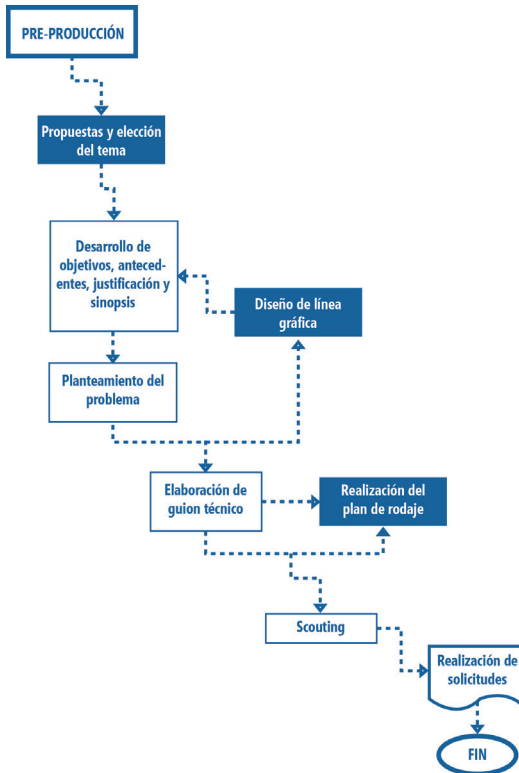 PRE-PRODUCCIÓN
Propuestas y elección
del tema
Desarrollo de
objetivos, anteced-
entes, justificación y
sinopsis
Diseño de línea
gráfica
Planteamiento del
problema
Elaboración de
guion técnico
Realización del
plan de rodaje
Scouting
Realización de
solicitudes
FIN